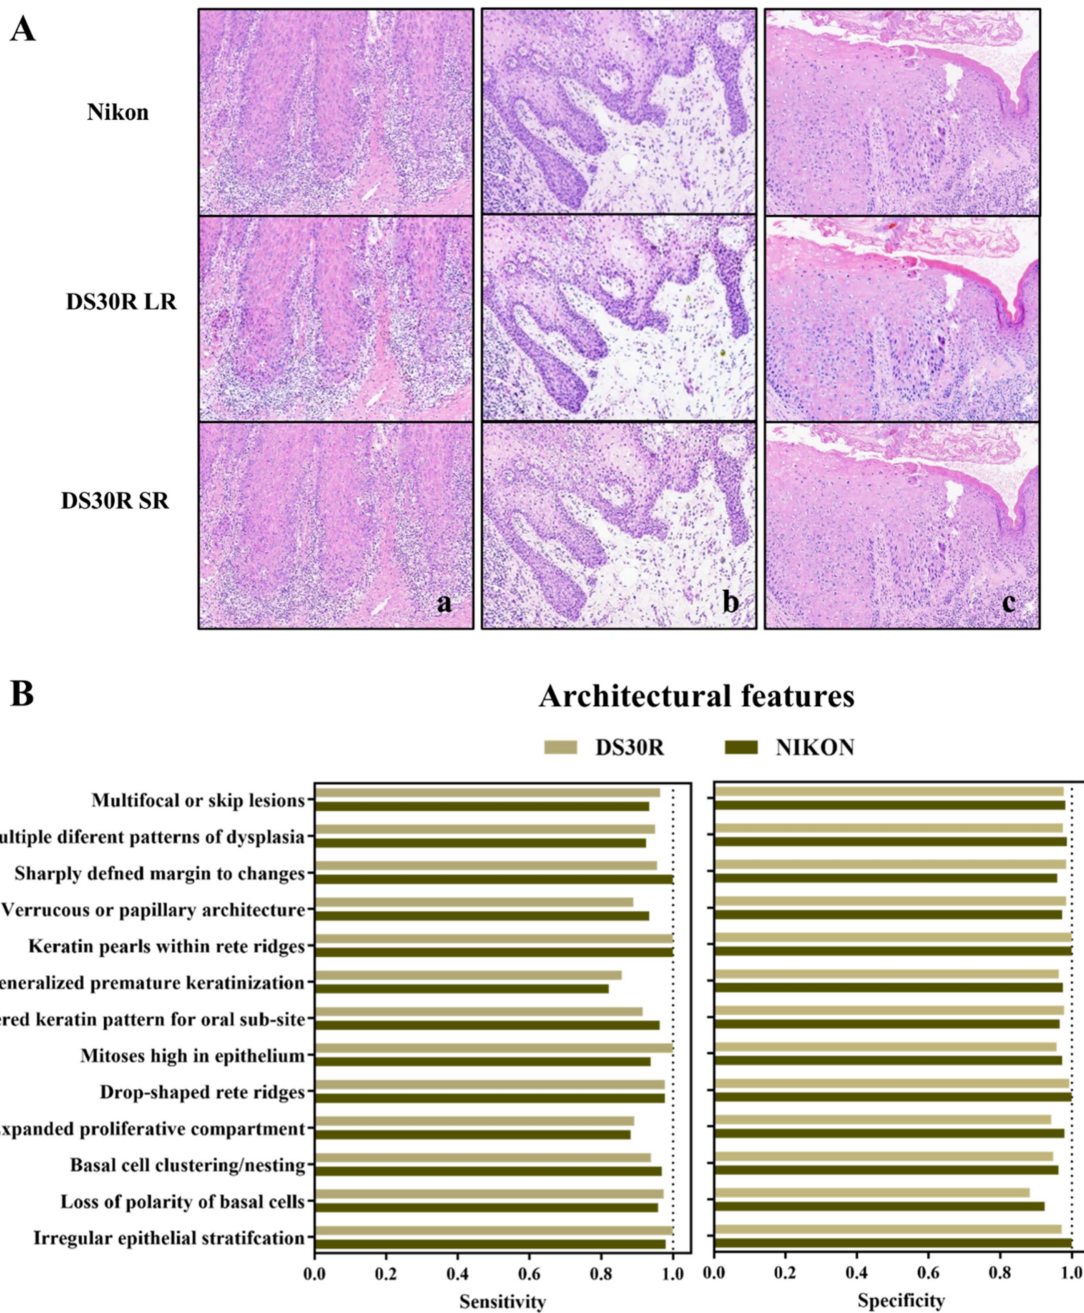 A
Nikon
DS30R LR
DS30R SR
a
b
c
B
Architectural features
DS30R
NIKON
Multifocal or skip lesions
diferent patterns of dysplasia
Sharply defned margin to changes
Verrucous or papillary architecture
Keratin pearls within rete ridges
premature keratinization
keratin pattern for oral sub-site
Mitoses high in epithelium
Drop-shaped rete ridges
proliferative compartment
Basal cell clustering/nesting
Loss of polarity of basal cells
Irregular epithelial stratifcation
0.0 0.2 0.4 0.6 0.8 1.0
0.0 0.2 0.4 0.6 0.8 1.0
Sensitivity
Specificity